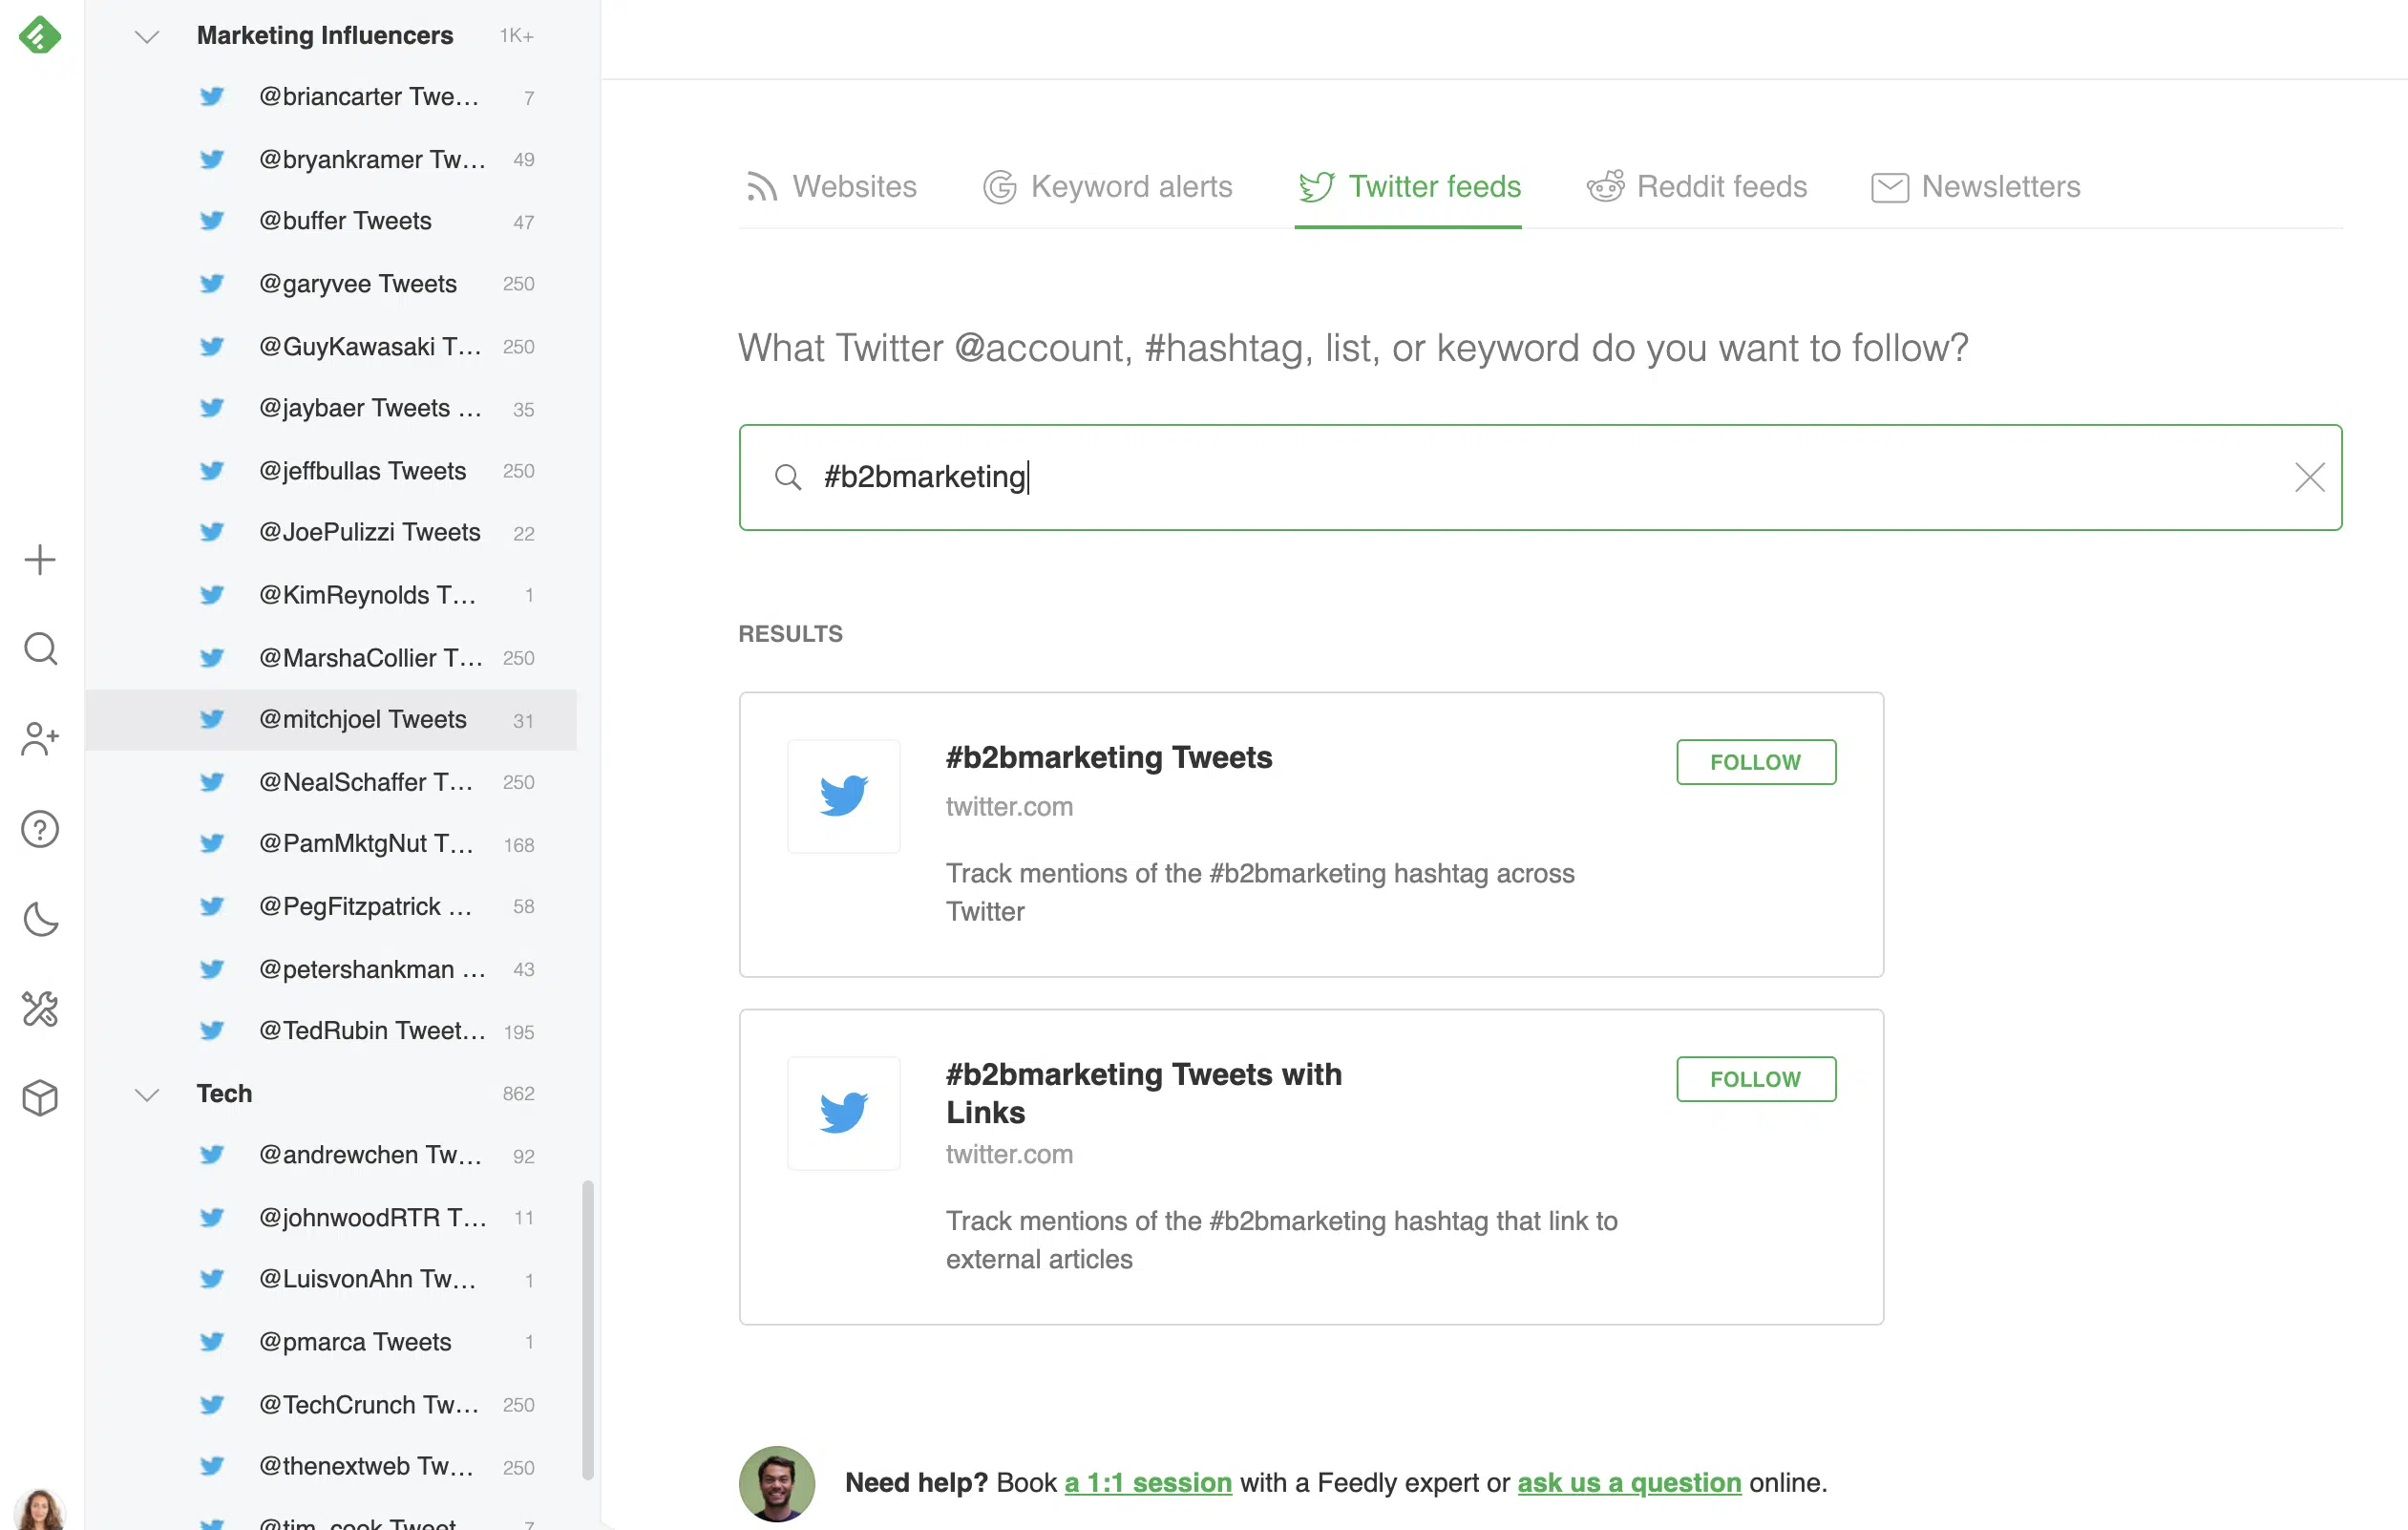 Marketing Influencers 1K+
@briancarter Twe... 7
@bryankramer Tw... 49
@buffer Tweets 47
@garyvee Tweets 250
@GuyKawasaki T... 250
@jaybaer Tweets ... 35
@jeffbullas Tweets 250
@JoePulizzi Tweets 22
@KimReynolds T... 1
@MarshaCollier T... 250
@mitchjoel Tweets 31
@NealSchaffer T... 250
@PamMktgNut T... 168
@PegFitzpatrick ... 58
@petershankman ... 43
@TedRubin Tweet... 195
Tech 862
@andrewchen Tw... 92
@johnwoodRTR T... 11
@LuisvonAhn Tw... 1
@pmarca Tweets 1
@TechCrunch Tw... 250
@thenextweb Tw... 250
@tim_cook Tweet... 7
Websites Keyword alerts Twitter feeds Reddit feeds Newsletters
What Twitter @account, #hashtag, list, or keyword do you want to follow?
#b2bmarketing
RESULTS
#b2bmarketing Tweets
FOLLOW
twitter.com
Track mentions of the #b2bmarketing hashtag across
Twitter
#b2bmarketing Tweets with
Links
FOLLOW
twitter.com
Track mentions of the #b2bmarketing hashtag that link to
external articles
Need help? Book a 1:1 session with a Feedly expert or ask us a question online.